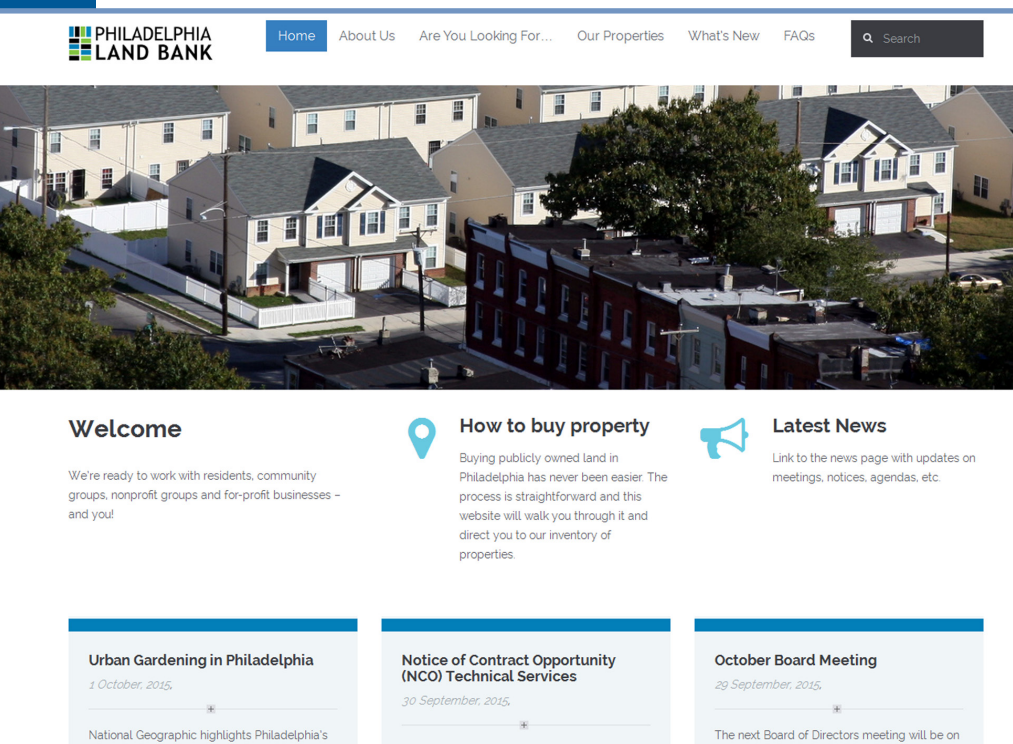 PHILADELPHIA
LAND BANK
Home
About Us
Are You Looking For...
Our Properties
What's New
FAQs
Search
Welcome
We're ready to work with residents, community
groups, nonprofit groups and for-profit businesses –
and you!
How to buy property
Buying publicly owned land in
Philadelphia has never been easier. The
process is straightforward and this
website will walk you through it and
direct you to our inventory of
properties.
Latest News
Link to the news page with updates on
meetings, notices, agendas, etc.
Urban Gardening in Philadelphia
1 October, 2015,
National Geographic highlights Philadelphia's
Notice of Contract Opportunity
(NCO) Technical Services
30 September, 2015,
October Board Meeting
29 September, 2015,
The next Board of Directors meeting will be on